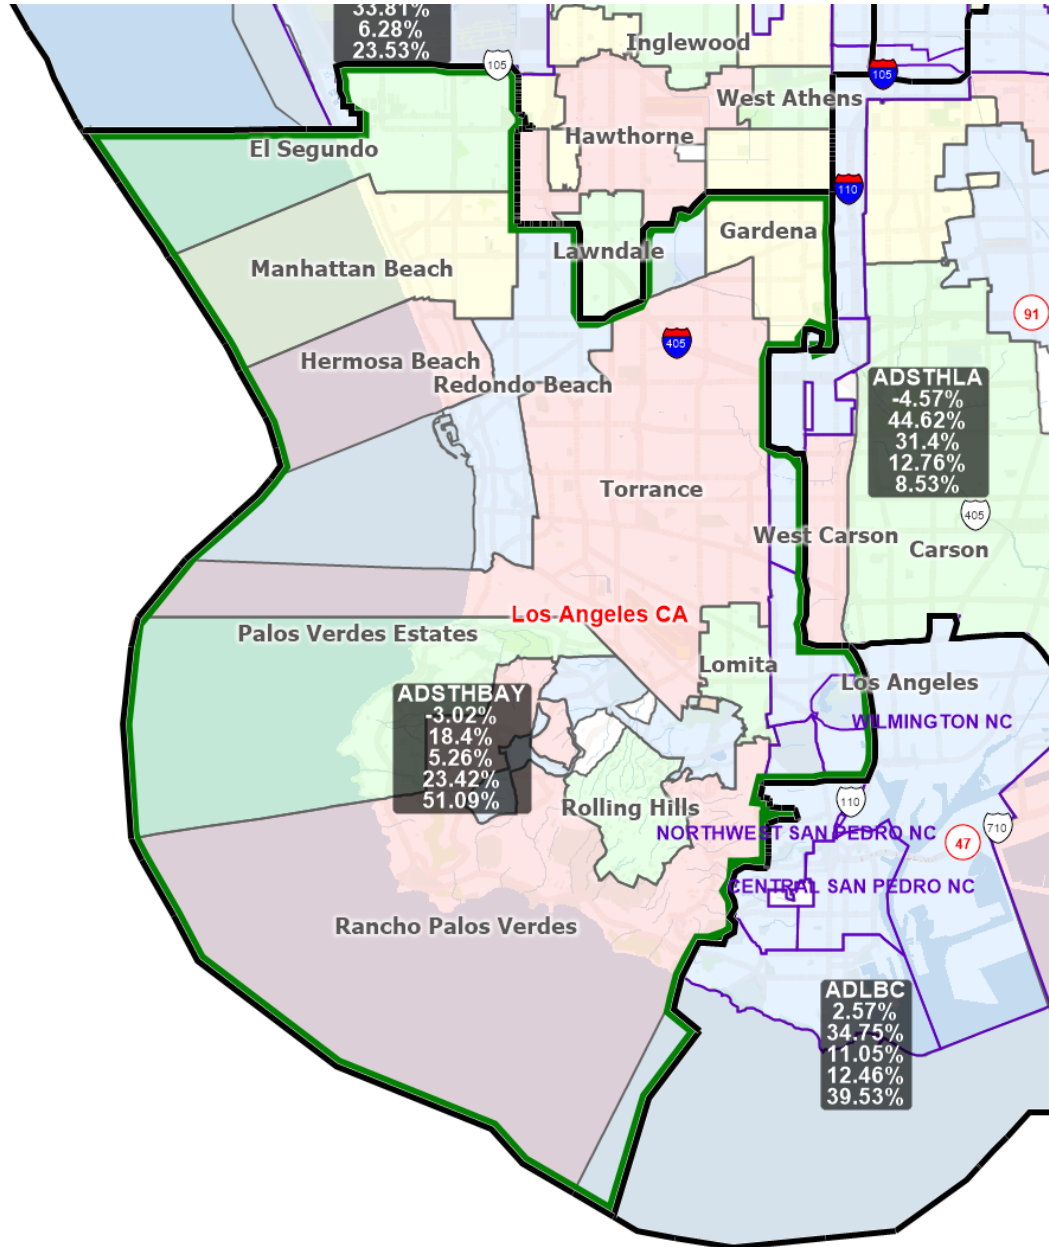 33.81%
6.28%
23.53%
Inglewood
105
105
West Athens
Hawthorne
El Segundo
110
Gardena
Lawndale
Manhattan Beach
91
405
Hermosa Beach
Redondo Beach
ADSTHLA
-4.57%
44.62%
31.4%
12.76%
8.53%
Torrance
405
West Carson
Carson
Los Angeles CA
Palos Verdes Estates
Lomita
Los Angeles
ADSTHBAY
-3.02%
18.4%
5.26%
23.42%
51.09%
WILMINGTON NC
Rolling Hills
110
710
NORTHWEST SAN PEDRO NC
47
CENTRAL SAN PEDRO NC
Rancho Palos Verdes
ADLBC
2.57%
34.75%
11.05%
12.46%
39.53%